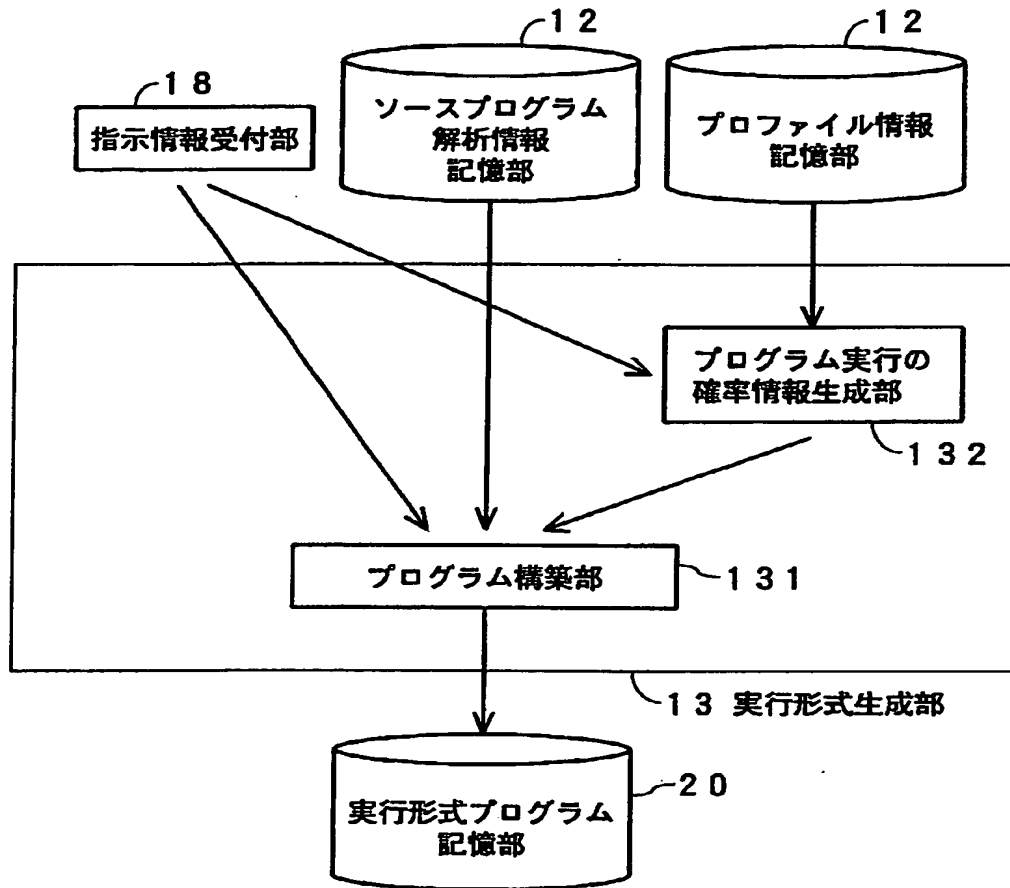 12
12
18
指示情報受付部
ソースプログラム
解析情報
記憶部
プロファイル情報
記憶部
プログラム実行の
確率情報生成部
132
プログラム構築部
131
13 実行形式生成部
20
実行形式プログラム
記憶部